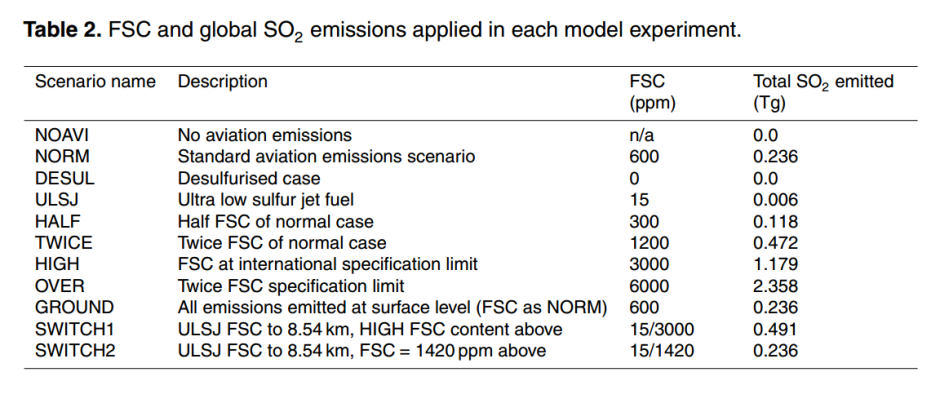 Table 2. FSC and global SO₂ emissions applied in each model experiment.
Scenario name Description FSC Total SO₂ emitted
(ppm) (Tg)
NOAVI No aviation emissions n/a 0.0
NORM Standard aviation emissions scenario 600 0.236
DESUL Desulfurised case 0 0.0
ULSJ Ultra low sulfur jet fuel 15 0.006
HALF Half FSC of normal case 300 0.118
TWICE Twice FSC of normal case 1200 0.472
HIGH FSC at international specification limit 3000 1.179
OVER Twice FSC specification limit 6000 2.358
GROUND All emissions emitted at surface level (FSC as NORM) 600 0.236
SWITCH1 ULSJ FSC to 8.54 km, HIGH FSC content above 15/3000 0.491
SWITCH2 ULSJ FSC to 8.54 km, FSC = 1420 ppm above 15/1420 0.236